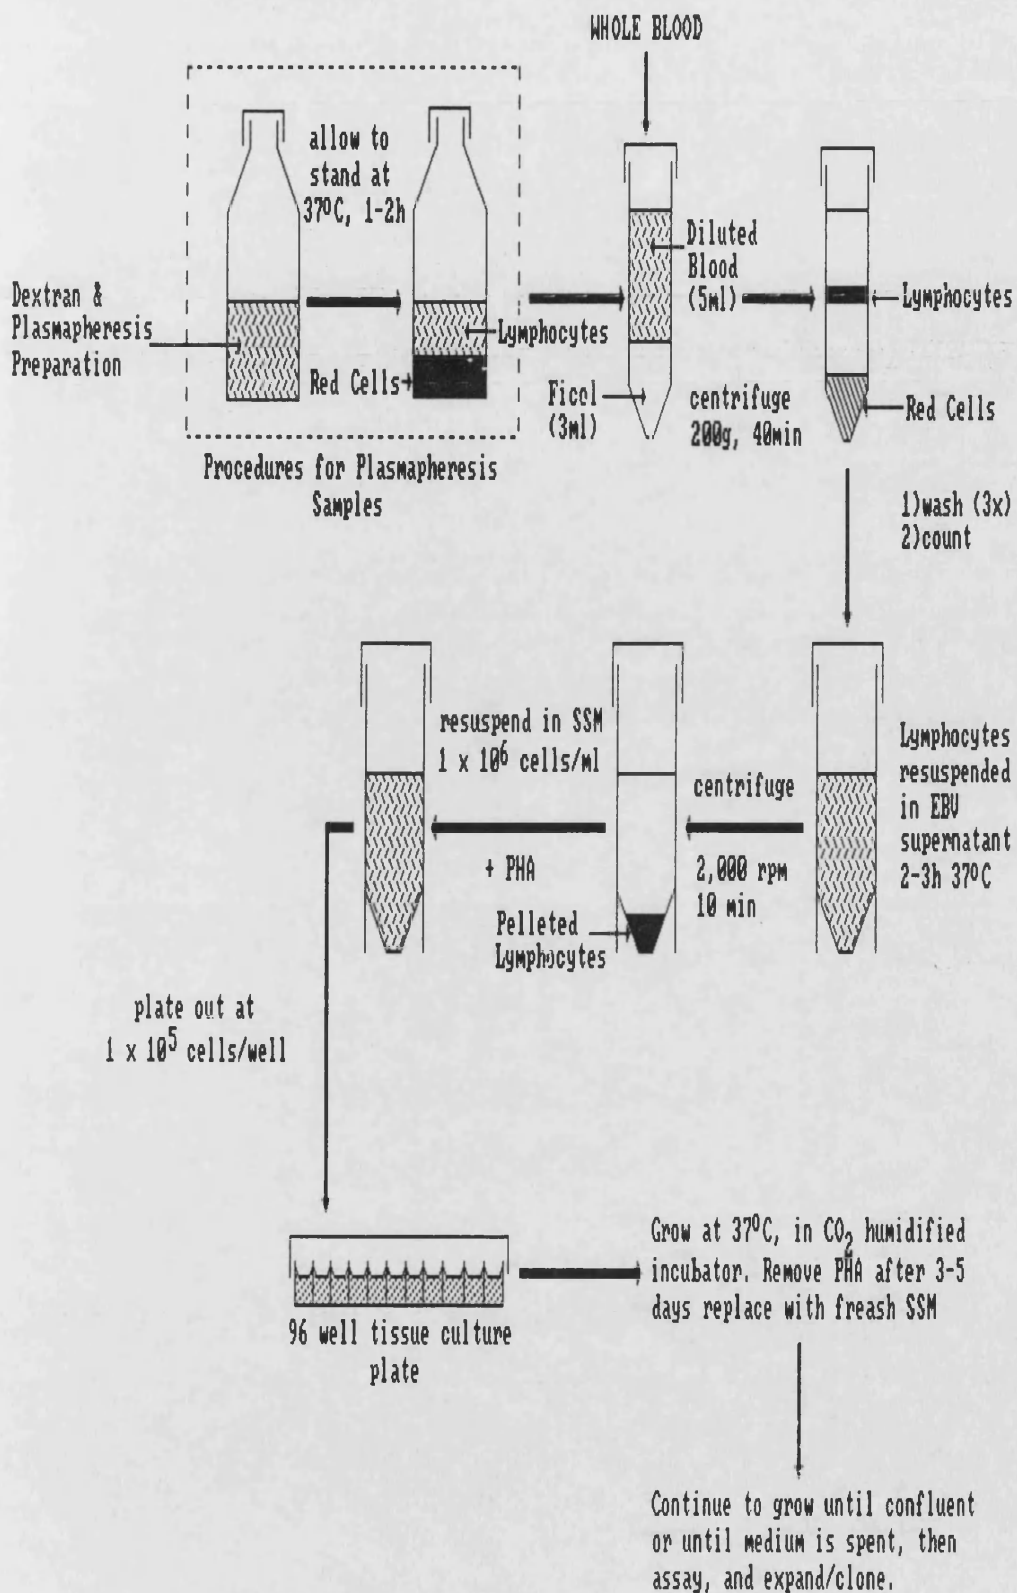 WHOLE BLOOD
allow to
stand at
37⁰C, 1-2h
Dextran &
Plasmapheresis
Preparation
Lymphocytes
Red Cells
Procedures for Plasmapheresis
Samples
Diluted
Blood
(5ml)
Ficol
(3ml)
centrifuge
200g, 40min
Lymphocytes
Red Cells
1)wash (3x)
2)count
Lymphocytes
resuspended
in EBV
supernatant
2-3h 37⁰C
centrifuge
2,000 rpm
10 min
Pelleted
Lymphocytes
resuspend in SSM
1 x 10⁶ cells/ml
+ PHA
plate out at
1 x 10⁵ cells/well
96 well tissue culture
plate
Grow at 37⁰C, in CO₂ humidified
incubator. Remove PHA after 3-5
days replace with freash SSM
Continue to grow until confluent
or until medium is spent, then
assay, and expand/clone.